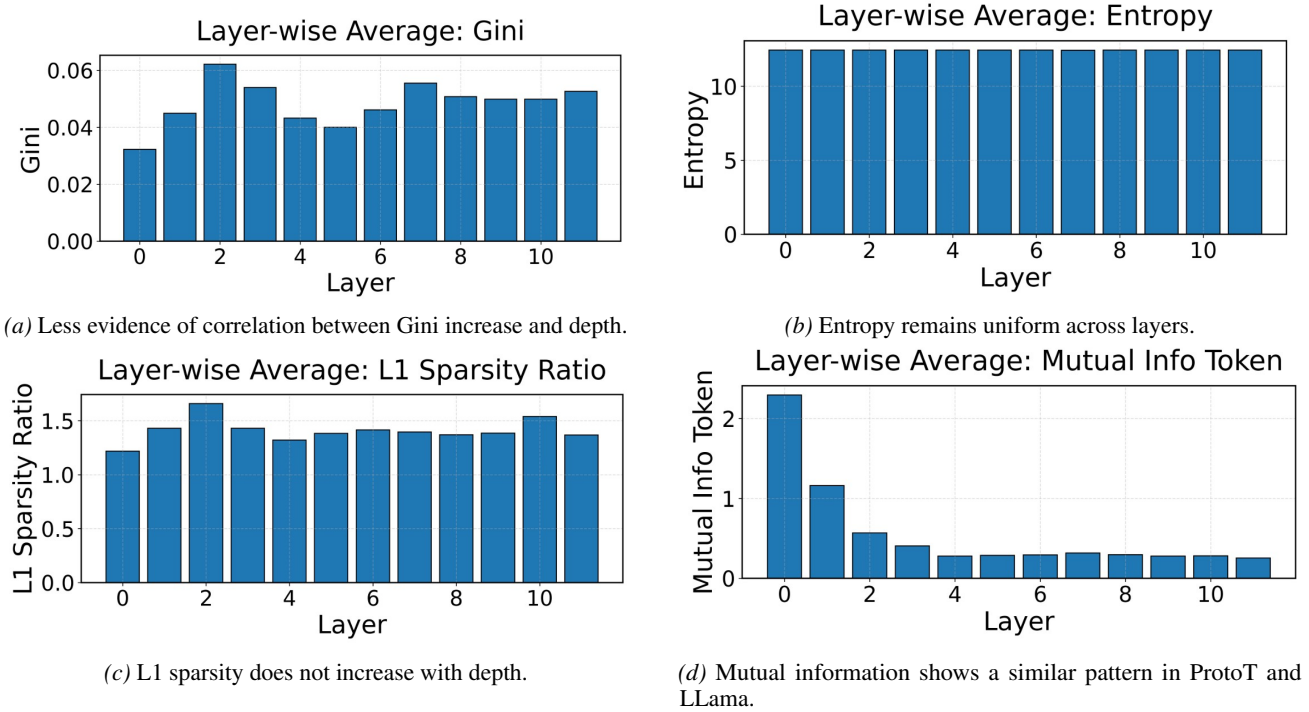 Layer-wise Average: Gini
Gini
0.06
0.04
0.02
0.00
0 2 4 6 8 10
Layer
(a) Less evidence of correlation between Gini increase and depth.
Layer-wise Average: Entropy
Entropy
10
5
0
0 2 4 6 8 10
Layer
(b) Entropy remains uniform across layers.
Layer-wise Average: L1 Sparsity Ratio
L1 Sparsity Ratio
1.5
1.0
0.5
0.0
0 2 4 6 8 10
Layer
(c) L1 sparsity does not increase with depth.
Layer-wise Average: Mutual Info Token
Mutual Info Token
2
1
0
0 2 4 6 8 10
Layer
(d) Mutual information shows a similar pattern in ProtoT and
LLama.